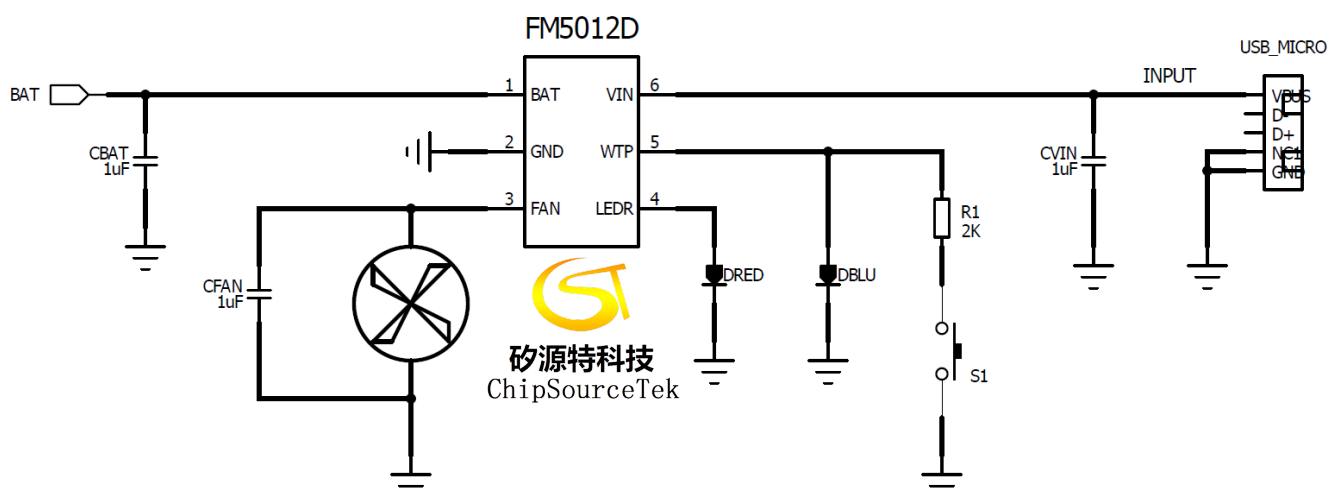 FM5012D
USB_MICRO
INPUT
BAT
1
BAT
VIN
6
VBUS
D-
D+
NC1
GND
2
GND
WTP
5
CBAT
1uF
CVIN
1uF
3
FAN
LEDR
4
R1
2K
CFAN
1uF
DRED
DBLU
S1
CST
矽源特科技
ChipSourceTek